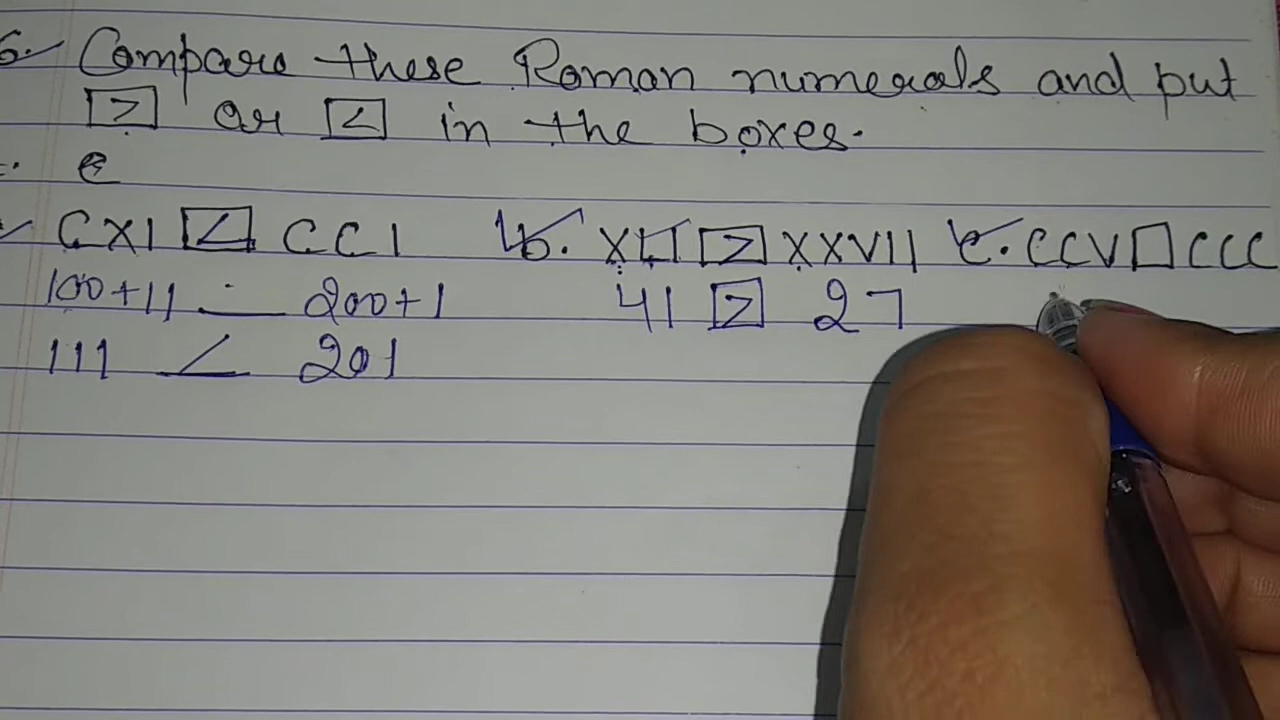 6. Compare these Roman numerals and put
> or < in the boxes.
e
CXI < CCI b. XLI > XXVII c. CCV □ CCC
100+11 200+1 41 > 27
111 < 201